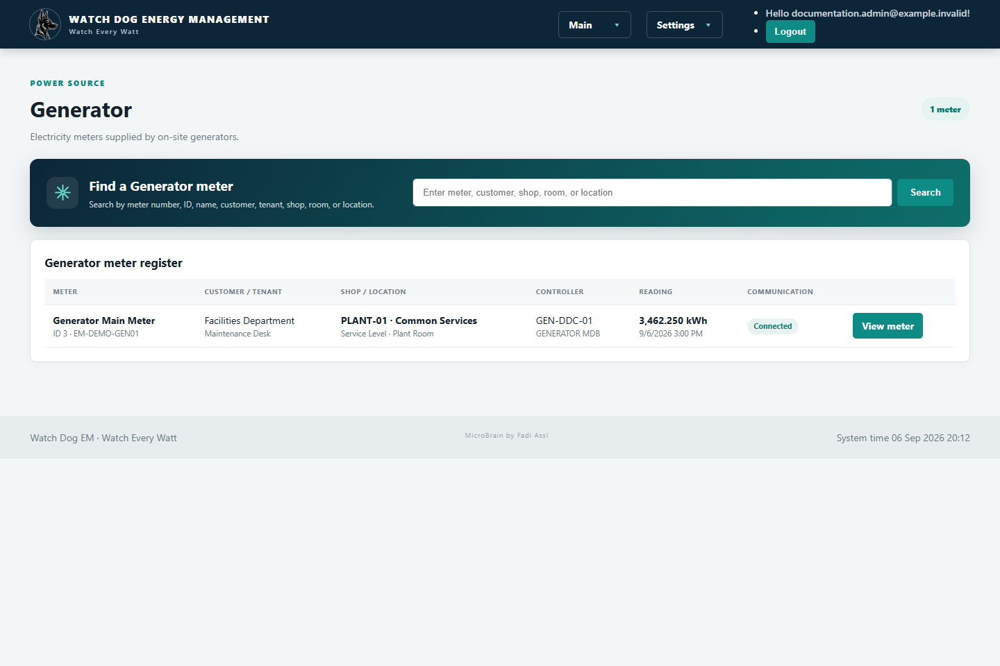 WATCH DOG ENERGY MANAGEMENT
Watch Every Watt
Main
Settings
Hello documentation.admin@example.invalid!
Logout
POWER SOURCE
Generator
1 meter
Electricity meters supplied by on-site generators.
Find a Generator meter
Search by meter number, ID, name, customer, tenant, shop, room, or location.
Enter meter, customer, shop, room, or location
Search
Generator meter register
METER CUSTOMER / TENANT SHOP / LOCATION CONTROLLER READING COMMUNICATION
Generator Main Meter Facilities Department PLANT-01 · Common Services GEN-DDC-01 3,462.250 kWh Connected View meter
ID 3 · EM-DEMO-GEN01 Maintenance Desk Service Level · Plant Room GENERATOR MDB 9/6/2026 3:00 PM
Watch Dog EM · Watch Every Watt
MicroBrain by Fadi Assi
System time 06 Sep 2026 20:12